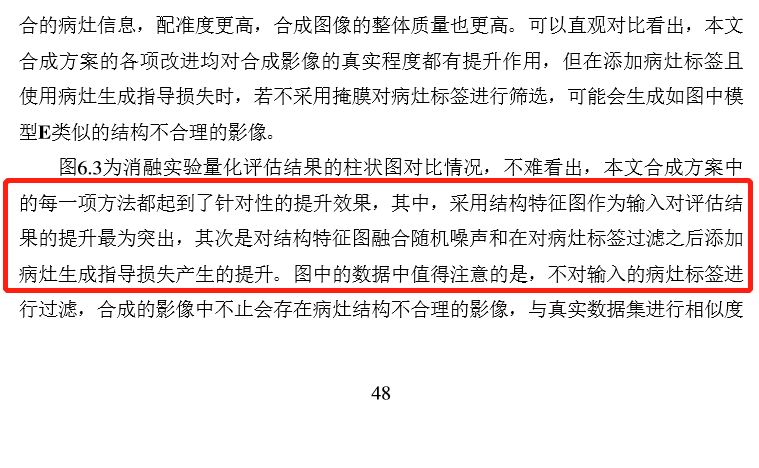 合的病灶信息，配准度更高，合成图像的整体质量也更高。可以直观对比看出，本文
合成方案的各项改进均对合成影像的真实程度都有提升作用，但在添加病灶标签且
使用病灶生成指导损失时，若不采用掩膜对病灶标签进行筛选，可能会生成如图中模
型E类似的结构不合理的影像。
图6.3为消融实验量化评估结果的柱状图对比情况，不难看出，本文合成方案中
的每一项方法都起到了针对性的提升效果，其中，采用结构特征图作为输入对评估结
果的提升最为突出，其次是对结构特征图融合随机噪声和在对病灶标签过滤之后添加
病灶生成指导损失产生的提升。图中的数据中值得注意的是，不对输入的病灶标签进
行过滤，合成的影像中不止会存在病灶结构不合理的影像，与真实数据集进行相似度
48